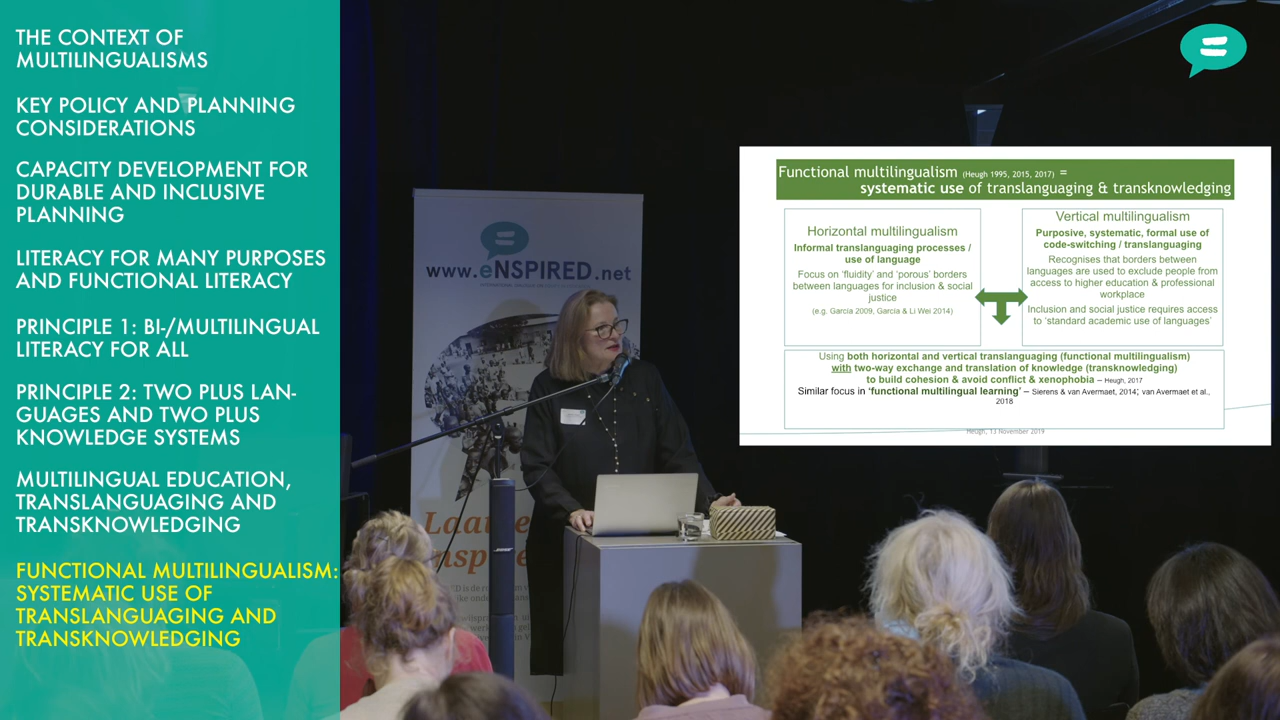 THE CONTEXT OF
MULTILINGUALISMS
KEY POLICY AND PLANNING
CONSIDERATIONS
CAPACITY DEVELOPMENT FOR
DURABLE AND INCLUSIVE
PLANNING
LITERACY FOR MANY PURPOSES
AND FUNCTIONAL LITERACY
PRINCIPLE 1: BI-/MULTILINGUAL
LITERACY FOR ALL
PRINCIPLE 2: TWO PLUS LAN-
GUAGES AND TWO PLUS
KNOWLEDGE SYSTEMS
MULTILINGUAL EDUCATION,
TRANSLANGUAGING AND
TRANSKNOWLEDGING
FUNCTIONAL MULTILINGUALISM:
SYSTEMATIC USE OF
TRANSLANGUAGING AND
TRANSKNOWLEDGING
www.eNSPIRED.net
Functional multilingualism (Heugh 1995, 2015, 2017) =
systematic use of translanguaging & transknowledging
Horizontal multilingualism
Informal translanguaging processes /
use of language
Focus on 'fluidity' and 'porous' borders
between languages for inclusion & social
justice
(e.g. García 2009, García & Li Wei 2014)
Vertical multilingualism
Purposive, systematic, formal use of
code-switching / translanguaging
Recognises that borders between
languages are used to exclude people from
access to higher education & professional
workplace
Inclusion and social justice requires access
to 'standard academic use of languages'
Using both horizontal and vertical translanguaging (functional multilingualism)
with two-way exchange and translation of knowledge (transknowledging)
to build cohesion & avoid conflict & xenophobia – Heugh, 2017
Similar focus in 'functional multilingual learning' – Sierens & van Avermaet, 2014; van Avermaet et al.,
2018
Heugh, 13 November 2019